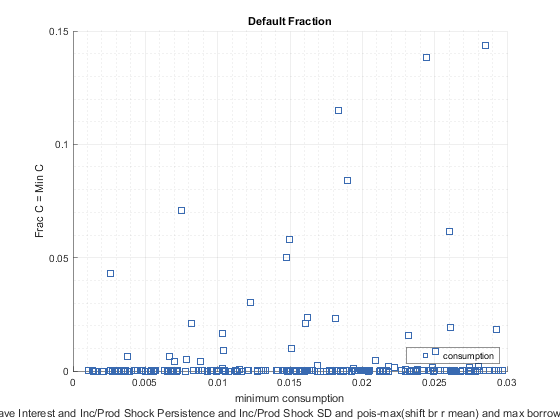 Default Fraction
0.15
0.1
0.05
0
Frac C = Min C
consumption
0 0.005 0.01 0.015 0.02 0.025 0.03
minimum consumption
ave Interest and Inc/Prod Shock Persistence and Inc/Prod Shock SD and pois-max(shift br r mean) and max borrow